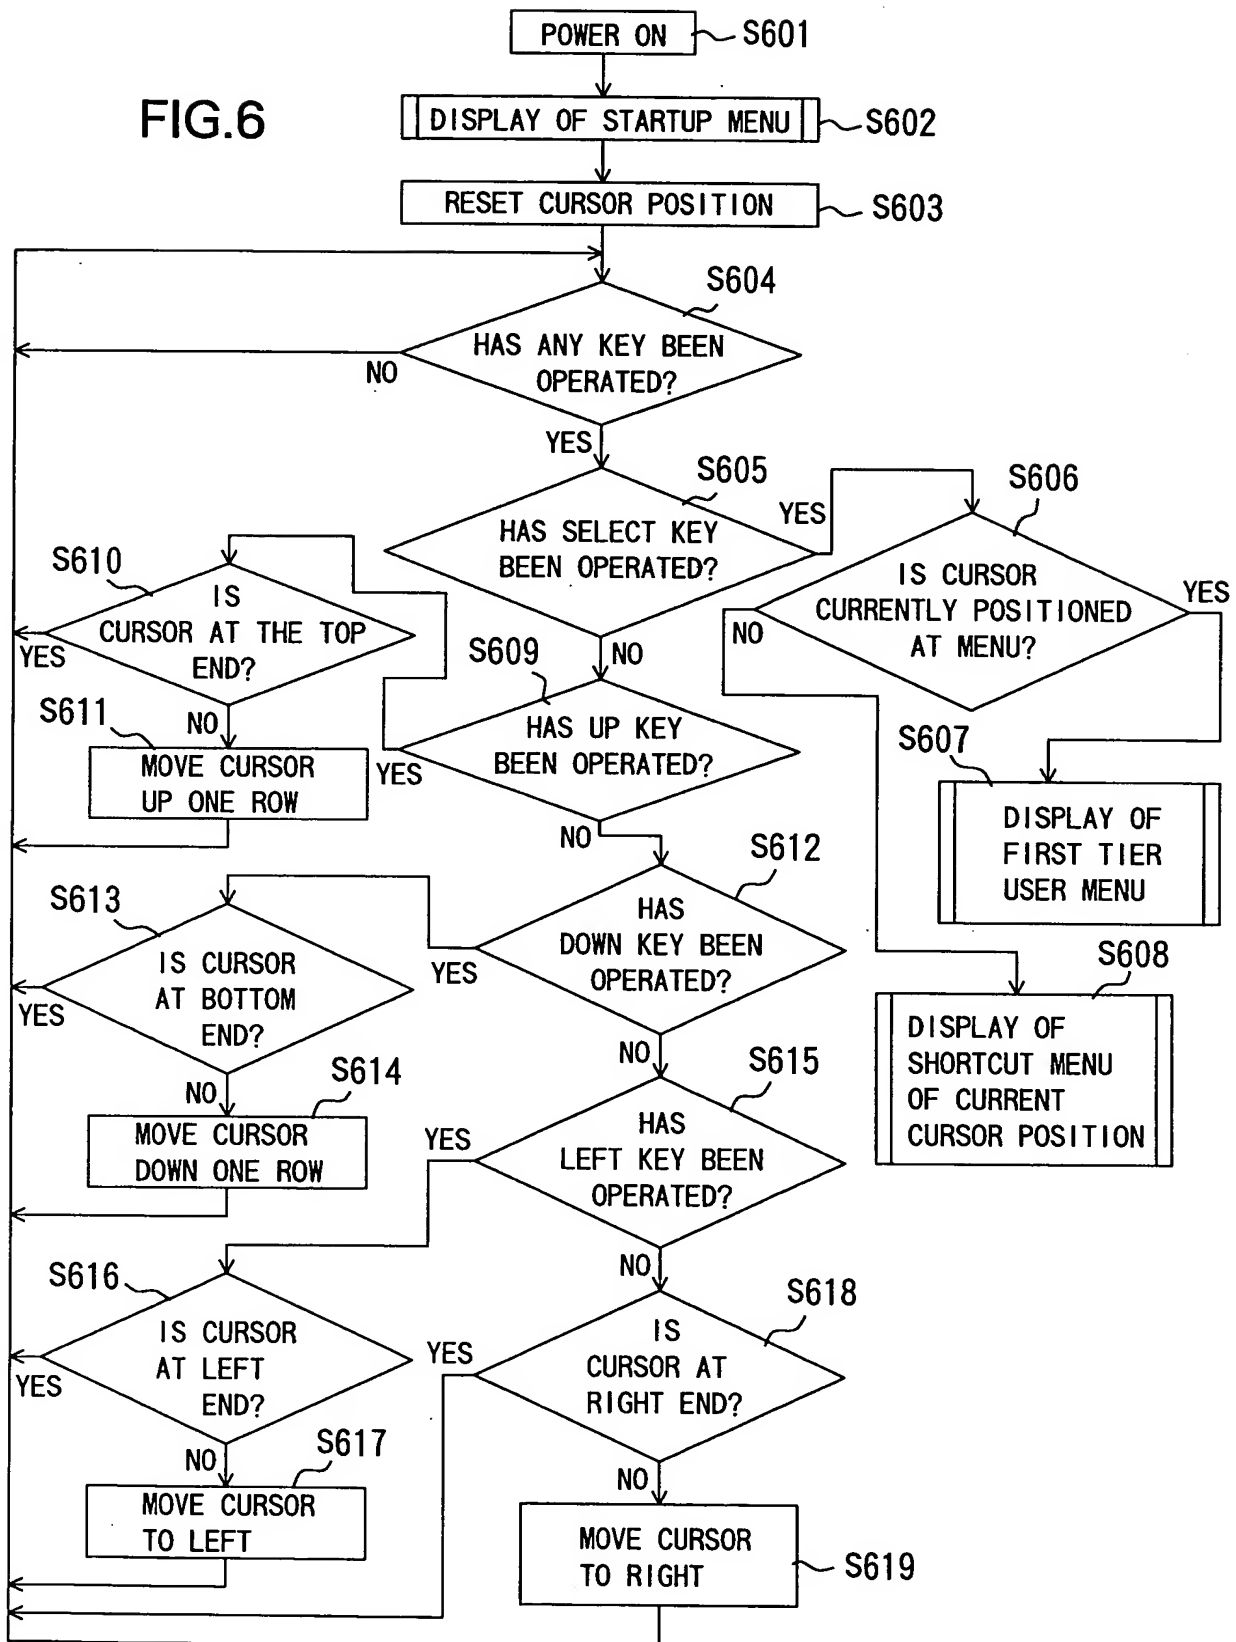 FIG.6
POWER ON
S601
DISPLAY OF STARTUP MENU
S602
RESET CURSOR POSITION
S603
S604
HAS ANY KEY BEEN
OPERATED?
NO
YES
S605
HAS SELECT KEY
BEEN OPERATED?
YES
NO
S606
IS CURSOR
CURRENTLY POSITIONED
AT MENU?
YES
NO
S607
DISPLAY OF
FIRST TIER
USER MENU
S608
DISPLAY OF
SHORTCUT MENU
OF CURRENT
CURSOR POSITION
S609
HAS UP KEY
BEEN OPERATED?
YES
NO
S610
IS
CURSOR AT THE TOP
END?
YES
NO
S611
MOVE CURSOR
UP ONE ROW
S612
HAS
DOWN KEY BEEN
OPERATED?
YES
NO
S613
IS CURSOR
AT BOTTOM
END?
YES
NO
S614
MOVE CURSOR
DOWN ONE ROW
S615
HAS
LEFT KEY BEEN
OPERATED?
YES
NO
S616
IS CURSOR
AT LEFT
END?
YES
NO
S617
MOVE CURSOR
TO LEFT
S618
IS
CURSOR AT
RIGHT END?
YES
NO
MOVE CURSOR
TO RIGHT
S619